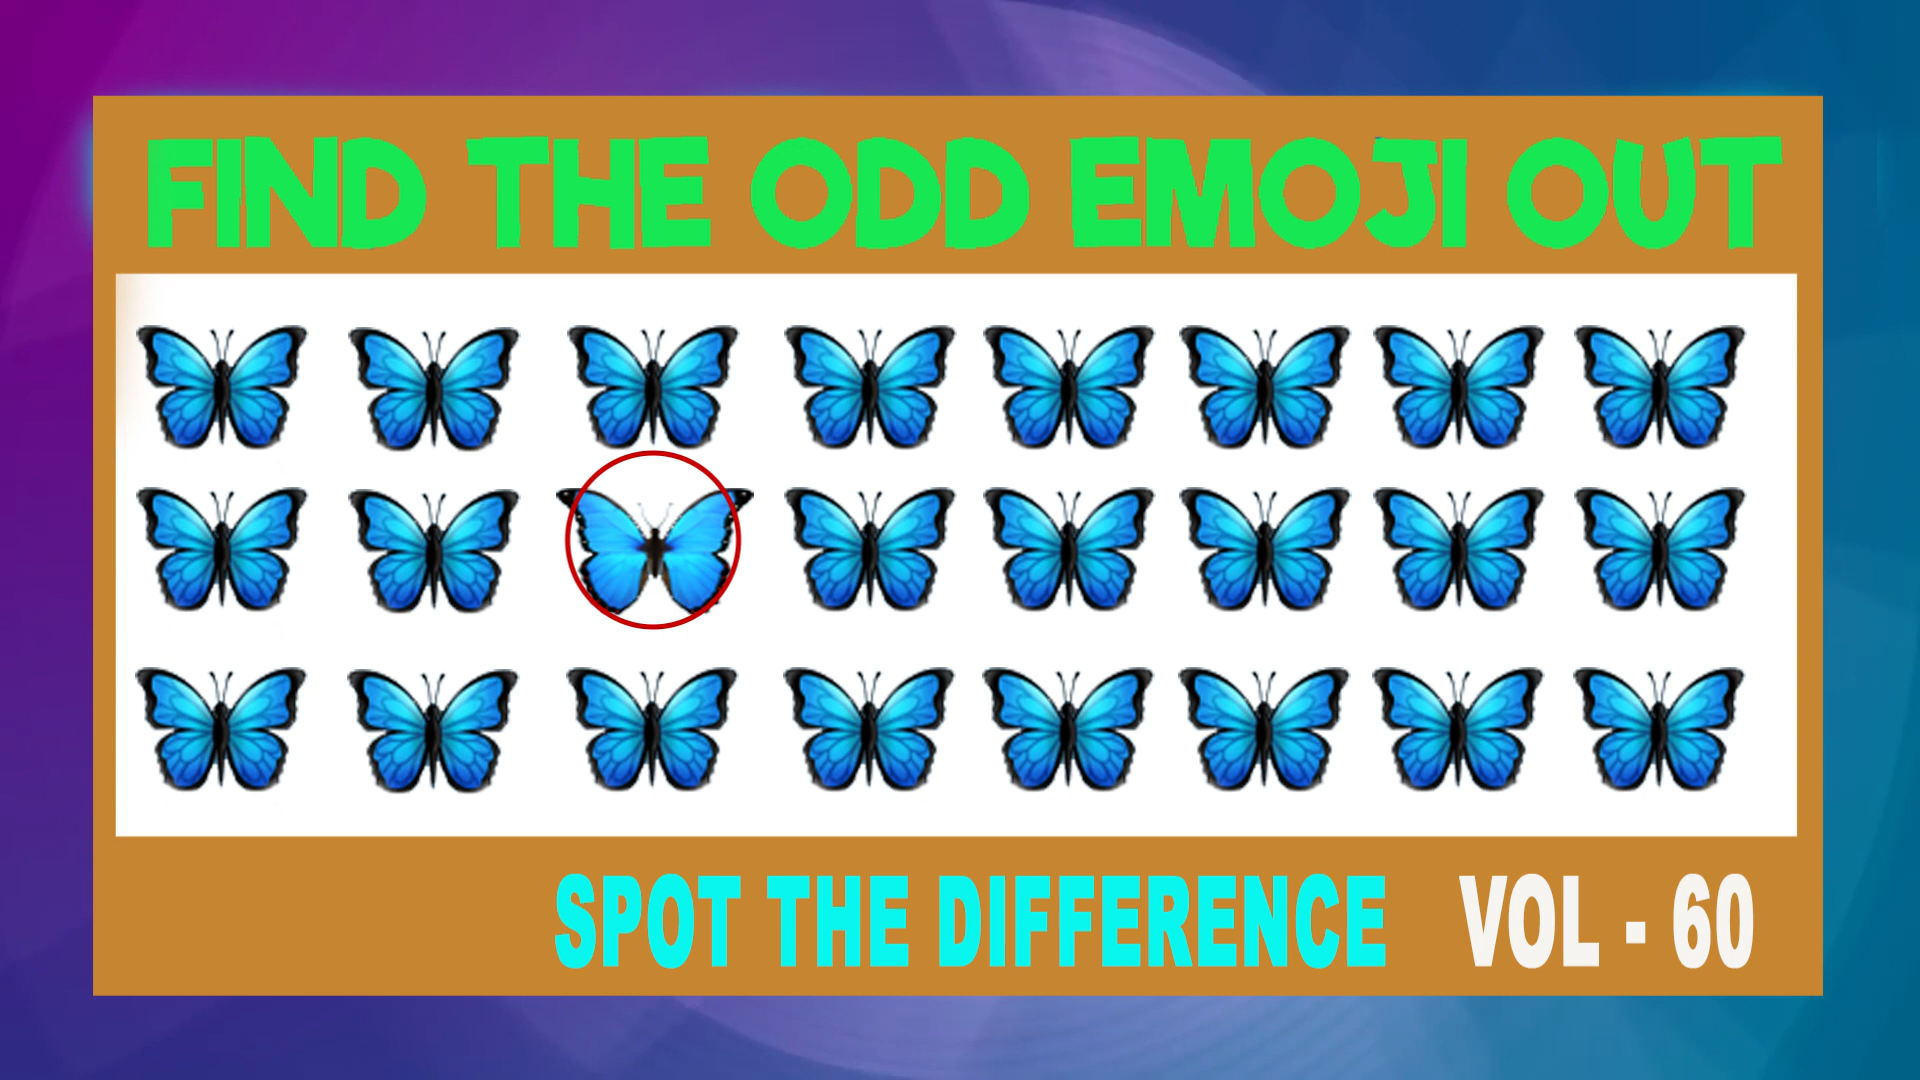 FIND THE ODD EMOJI OUT
SPOT THE DIFFERENCE VOL - 60